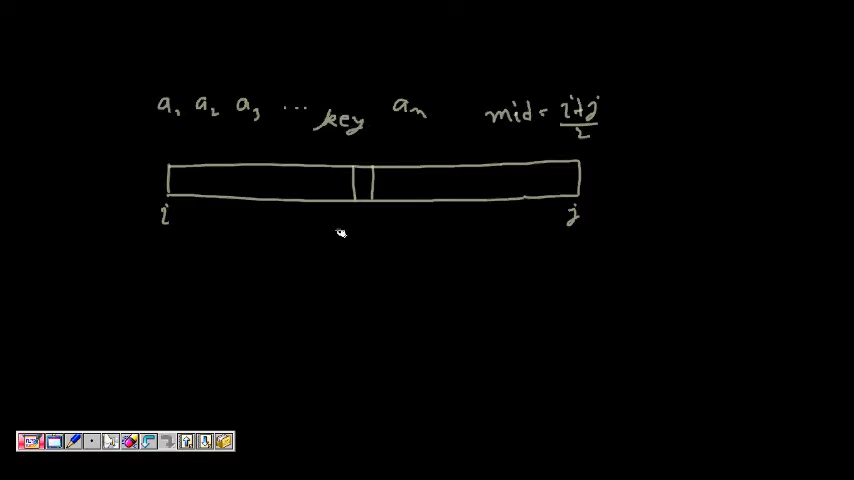 a₁ a₂ a₃ ... key aₙ mid = i+j/2
i j